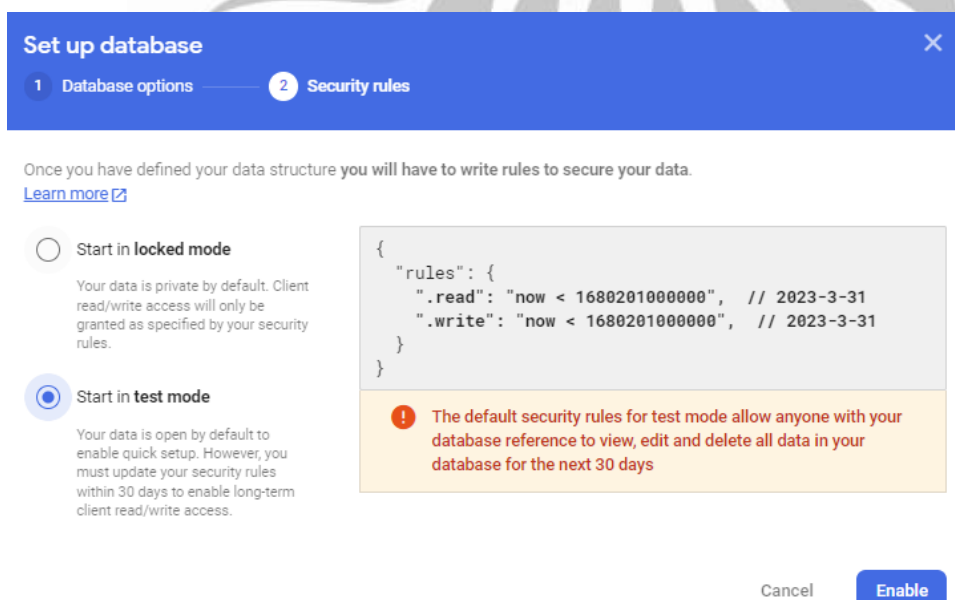 Set up database
1 Database options 2 Security rules
Once you have defined your data structure you will have to write rules to secure your data.
Learn more
Start in locked mode
Your data is private by default. Client
read/write access will only be
granted as specified by your security
rules.
Start in test mode
Your data is open by default to
enable quick setup. However, you
must update your security rules
within 30 days to enable long-term
client read/write access.
{
"rules": {
".read": "now < 1680201000000", // 2023-3-31
".write": "now < 1680201000000", // 2023-3-31
}
}
! The default security rules for test mode allow anyone with your
database reference to view, edit and delete all data in your
database for the next 30 days
Cancel Enable